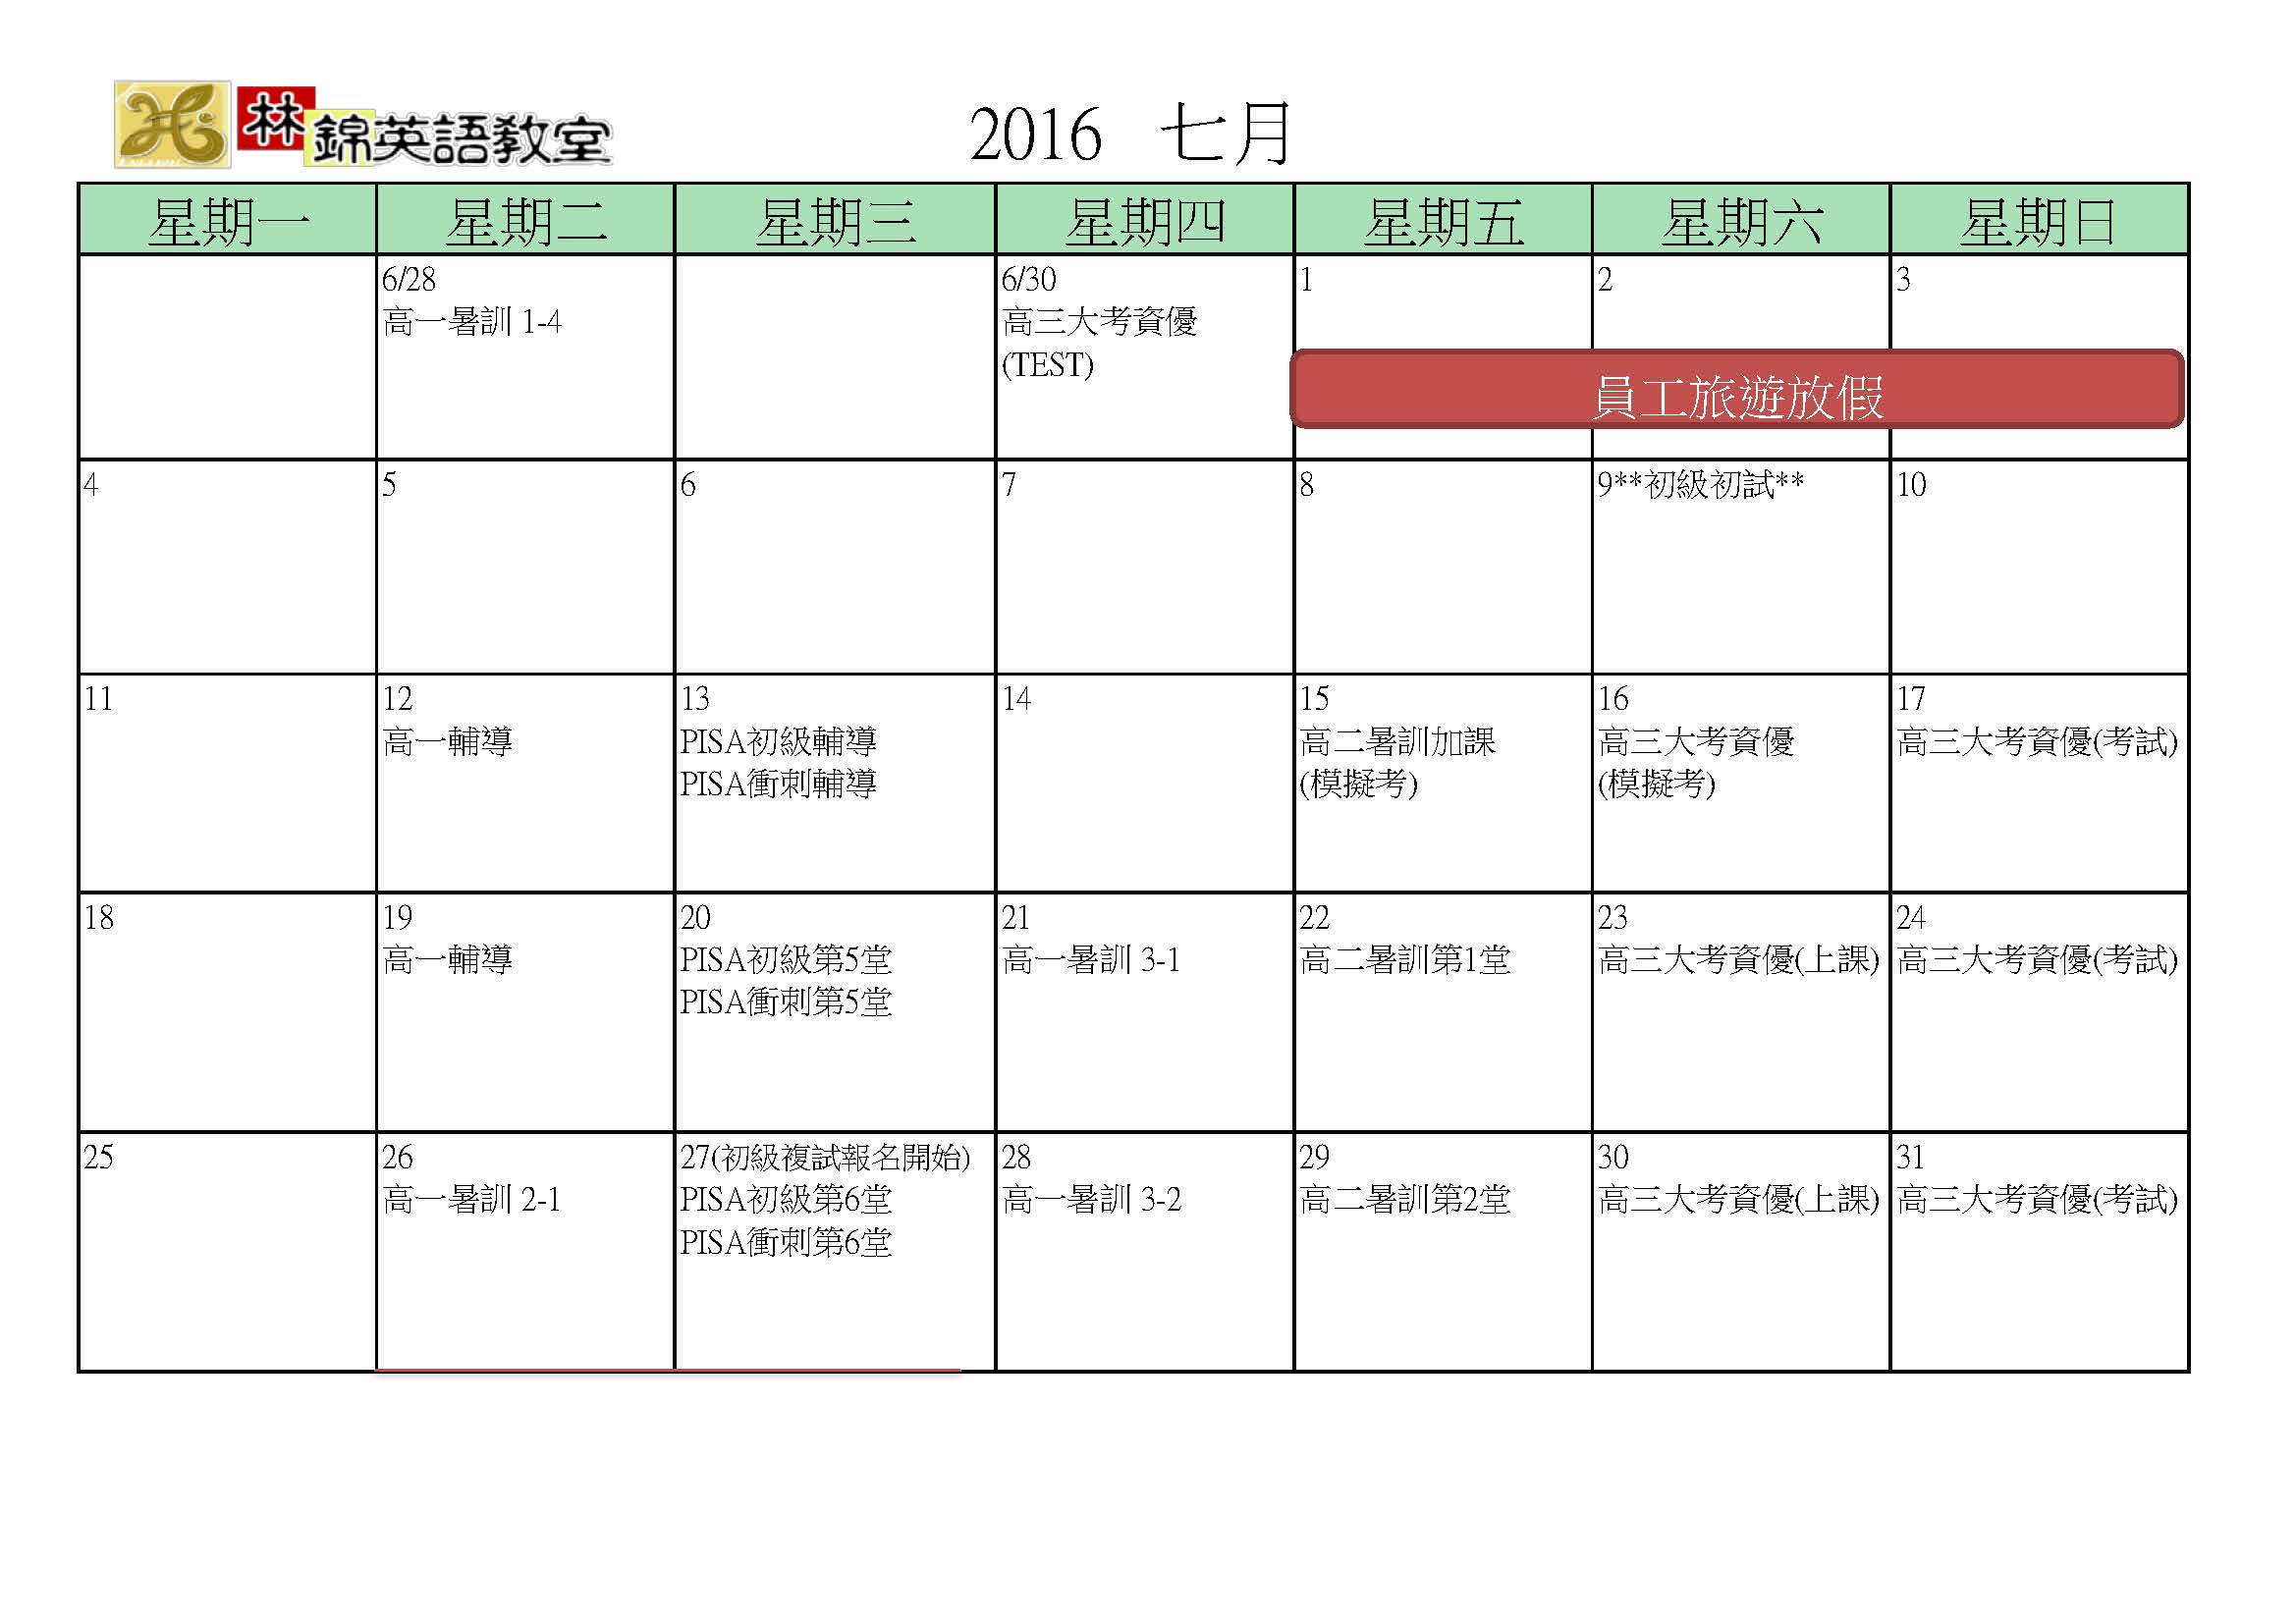 林錦英語教室
2016 七月
星期一 星期二 星期三 星期四 星期五 星期六 星期日
6/28
高一暑訓 1-4
6/30
高三大考資優
(TEST)
1
2
3
員工旅遊放假
4
5
6
7
8
9**初級初試**
10
11
12
高一輔導
13
PISA初級輔導
PISA衝刺輔導
14
15
高二暑訓加課
(模擬考)
16
高三大考資優
(模擬考)
17
高三大考資優(考試)
18
19
高一輔導
20
PISA初級第5堂
PISA衝刺第5堂
21
高一暑訓 3-1
22
高二暑訓第1堂
23
高三大考資優(上課)
24
高三大考資優(考試)
25
26
高一暑訓 2-1
27(初級複試報名開始)
PISA初級第6堂
PISA衝刺第6堂
28
高一暑訓 3-2
29
高二暑訓第2堂
30
高三大考資優(上課)
31
高三大考資優(考試)